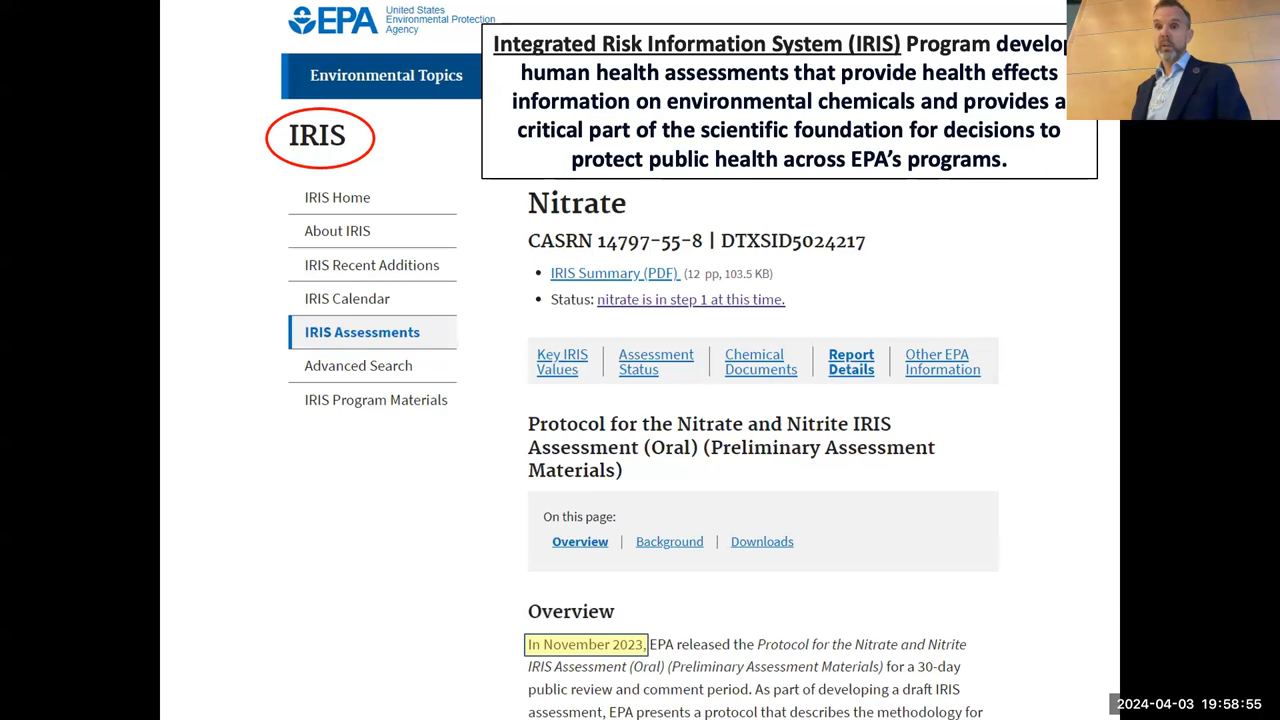 EPA
United States
Environmental Protection
Agency
Integrated Risk Information System (IRIS) Program
human health assessments that provide health effects
information on environmental chemicals and provides a
critical part of the scientific foundation for decisions to
protect public health across EPA's programs.
Environmental Topics
IRIS
IRIS Home
About IRIS
IRIS Recent Additions
IRIS Calendar
IRIS Assessments
Advanced Search
IRIS Program Materials
Nitrate
CASRN 14797-55-8 | DTXSID5024217
• IRIS Summary (PDF) (12 pp, 103.5 KB)
• Status: nitrate is in step 1 at this time.
Key IRIS Values | Assessment Status | Chemical Documents | Report Details | Other EPA Information
Protocol for the Nitrate and Nitrite IRIS
Assessment (Oral) (Preliminary Assessment
Materials)
On this page:
Overview | Background | Downloads
Overview
In November 2023, EPA released the Protocol for the Nitrate and Nitrite
IRIS Assessment (Oral) (Preliminary Assessment Materials) for a 30-day
public review and comment period. As part of developing a draft IRIS
assessment, EPA presents a protocol that describes the methodology for
2024-04-03 19:58:55